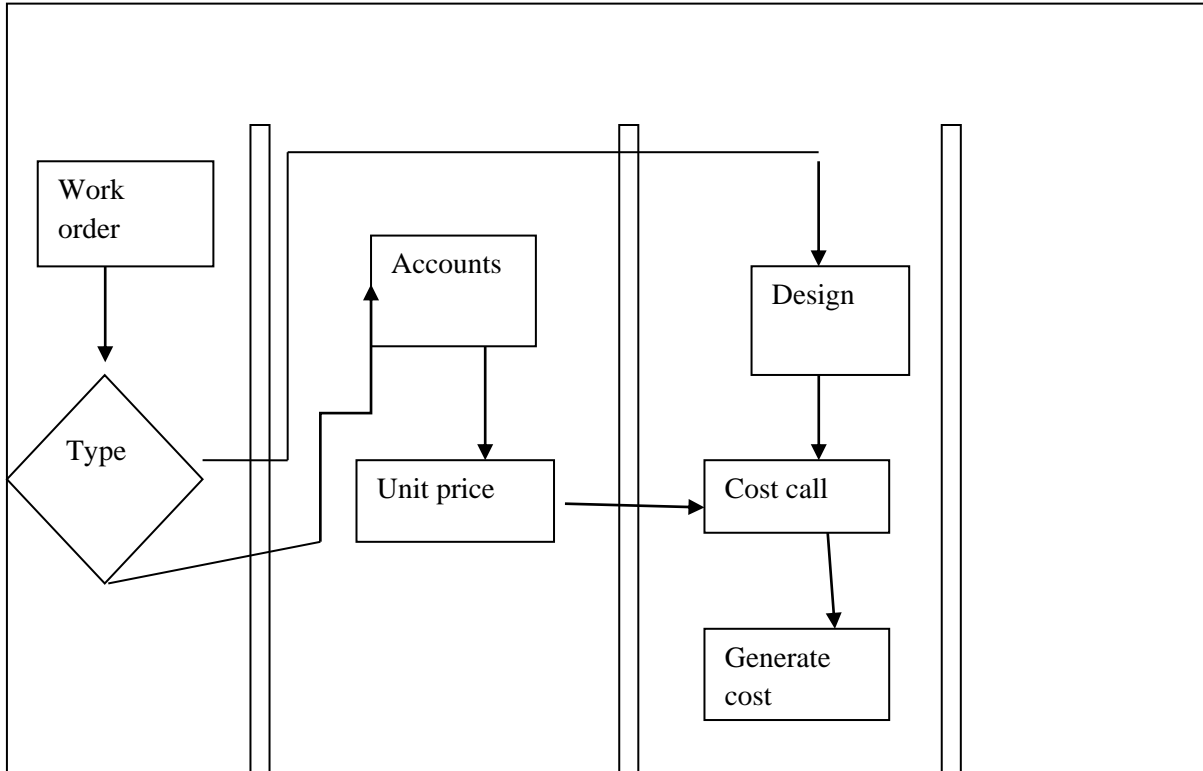 Work
order
Accounts
Design
Type
Unit price
Cost call
Generate
cost